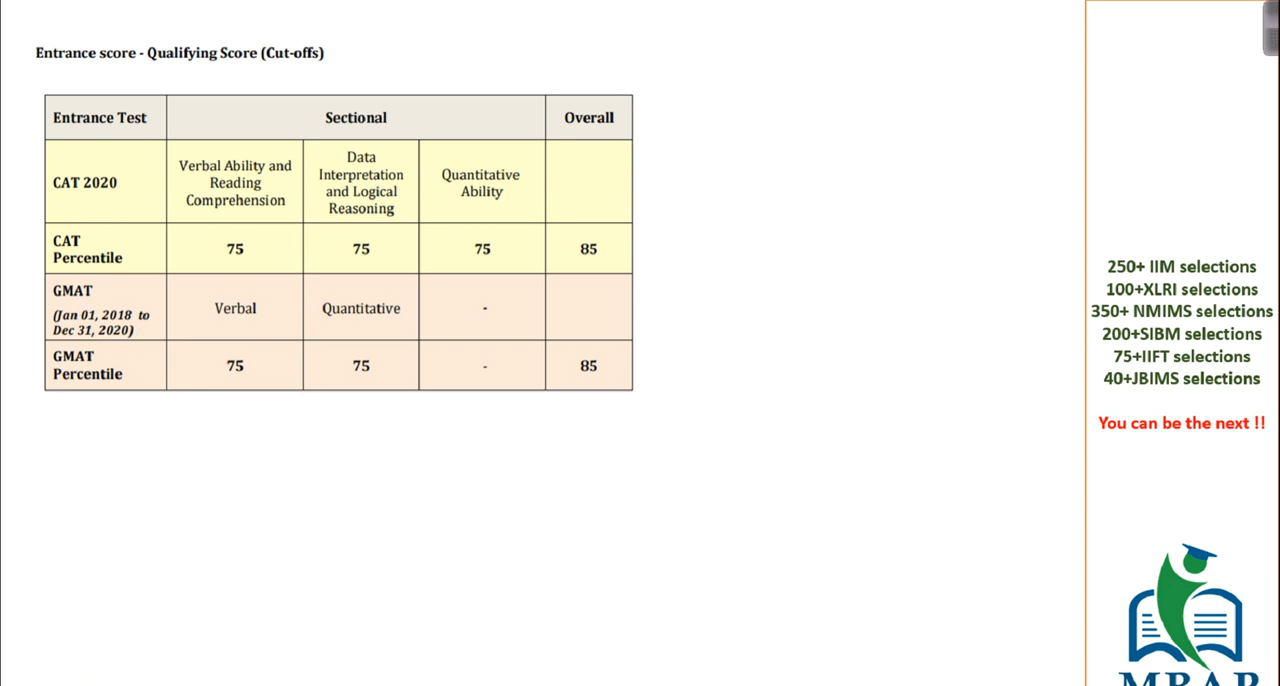 Entrance score - Qualifying Score (Cut-offs)
Entrance Test Sectional Overall
CAT 2020
Verbal Ability and
Reading
Comprehension
Data
Interpretation
and Logical
Reasoning
Quantitative
Ability
CAT
Percentile
75 75 75 85
GMAT
(Jan 01, 2018 to
Dec 31, 2020)
Verbal Quantitative -
GMAT
Percentile
75 75 - 85
250+ IIM selections
100+XLRI selections
350+ NMIMS selections
200+SIBM selections
75+IIFT selections
40+JBIMS selections
You can be the next !!